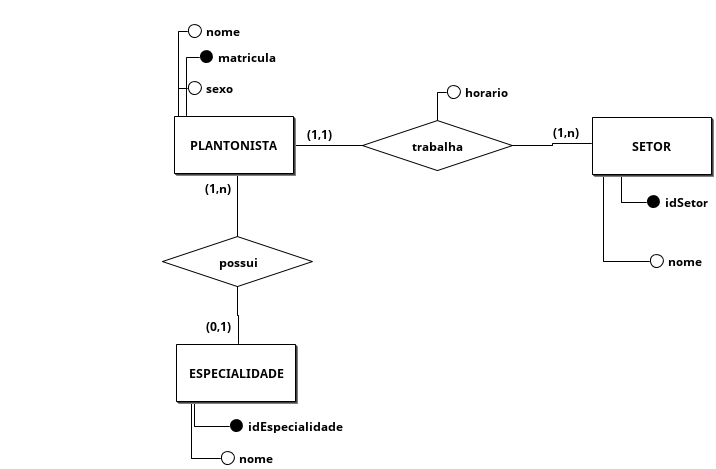 nome
matricula
sexo
horario
PLANTONISTA
(1,1)
trabalha
(1,n)
SETOR
(1,n)
idSetor
possui
nome
(0,1)
ESPECIALIDADE
idEspecialidade
nome